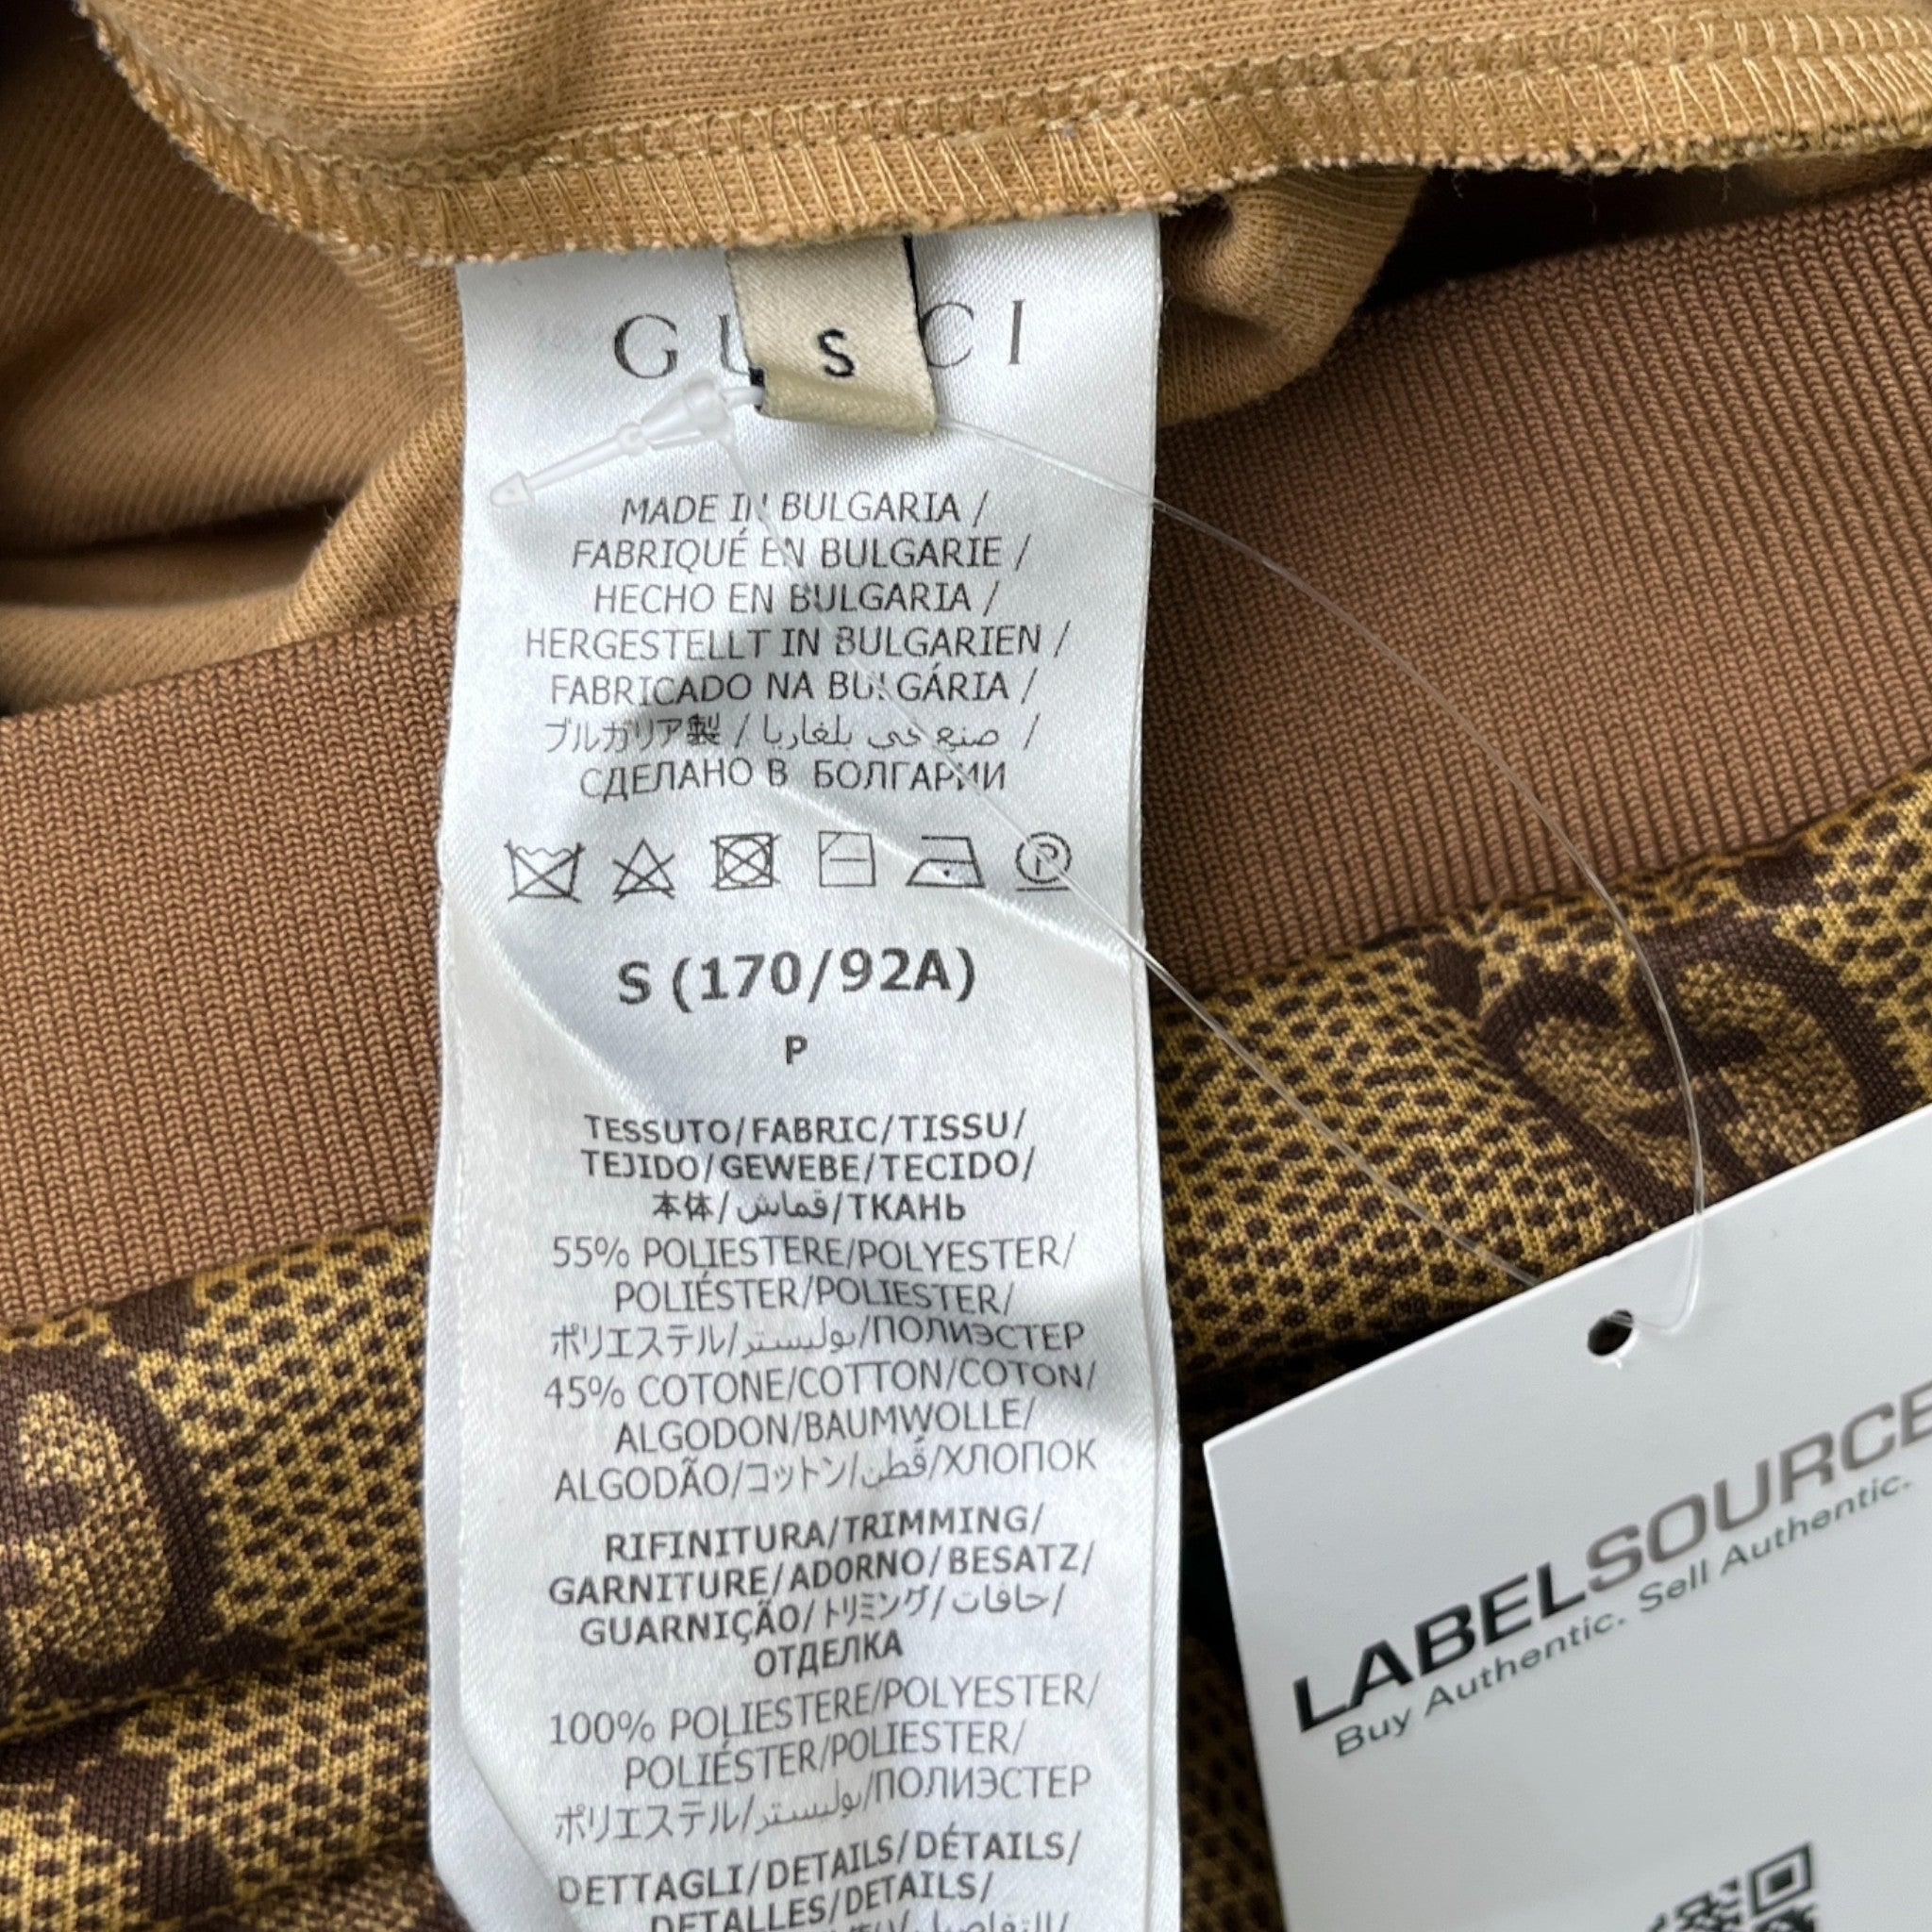 GUCCI
S
MADE IN BULGARIA /
FABRIQUÉ EN BULGARIE /
HECHO EN BULGARIA /
HERGESTELLT IN BULGARIEN /
FABRICADO NA BULGÁRIA /
ブルガリア製 / صنع في بلغاريا /
СДЕЛАНО В БОЛГАРИИ
P
S (170/92A)
P
TESSUTO/FABRIC/TISSU/
TEJIDO/GEWEBE/TECIDO/
本体/قماش/ТКАНЬ
55% POLIESTERE/POLYESTER/
POLIÉSTER/POLIESTER/
ポリエステル/بوليستر/ПОЛИЭСТЕР
45% COTONE/COTTON/COTON/
ALGODON/BAUMWOLLE/
ALGODÃO/コットン/قطن/ХЛОПОК
RIFINITURA/TRIMMING/
GARNITURE/ADORNO/BESATZ/
GUARNIÇÃO/トリミング/حافات/
ОТДЕЛКА
100% POLIESTERE/POLYESTER/
POLIÉSTER/POLIESTER/
ポリエステル/بوليستر/ПОЛИЭСТЕР
DETTAGLI/DETAILS/DÉTAILS/
DETALLES/DETAILS/
LABELSOURCE
Buy Authentic. Sell Authentic.